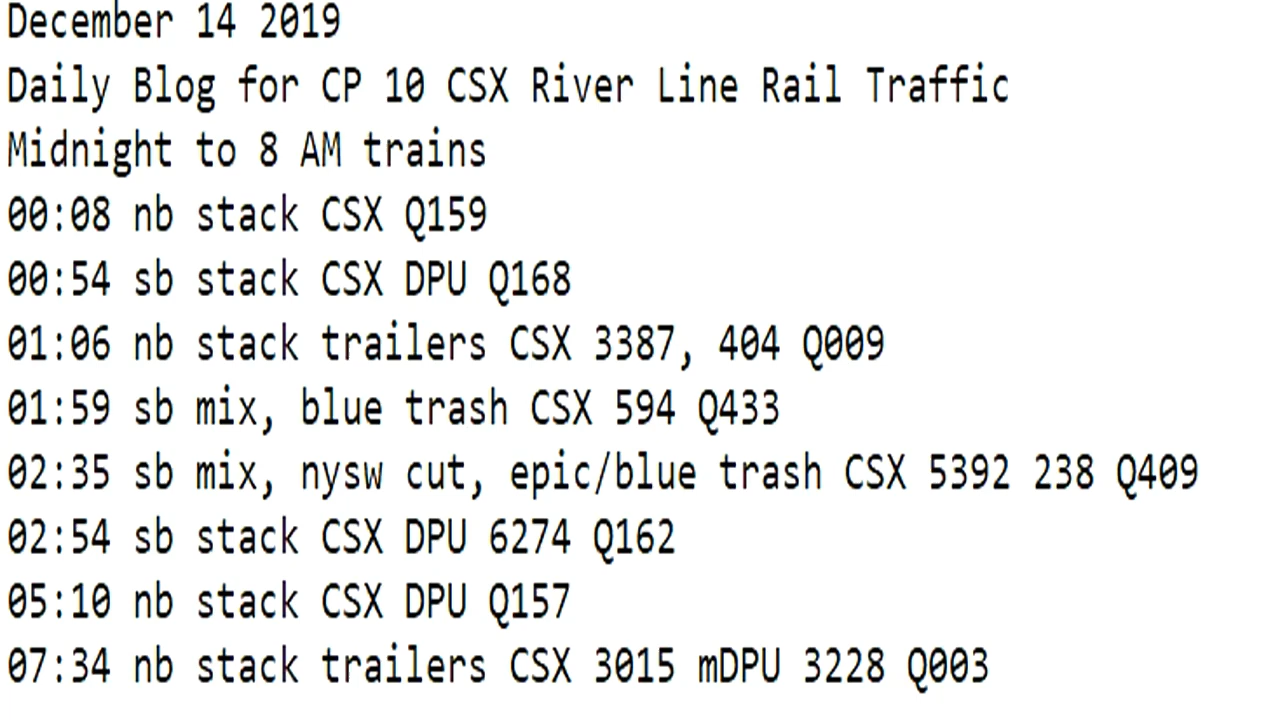 December 14 2019
Daily Blog for CP 10 CSX River Line Rail Traffic
Midnight to 8 AM trains
00:08 nb stack CSX Q159
00:54 sb stack CSX DPU Q168
01:06 nb stack trailers CSX 3387, 404 Q009
01:59 sb mix, blue trash CSX 594 Q433
02:35 sb mix, nysw cut, epic/blue trash CSX 5392 238 Q409
02:54 sb stack CSX DPU 6274 Q162
05:10 nb stack CSX DPU Q157
07:34 nb stack trailers CSX 3015 mDPU 3228 Q003